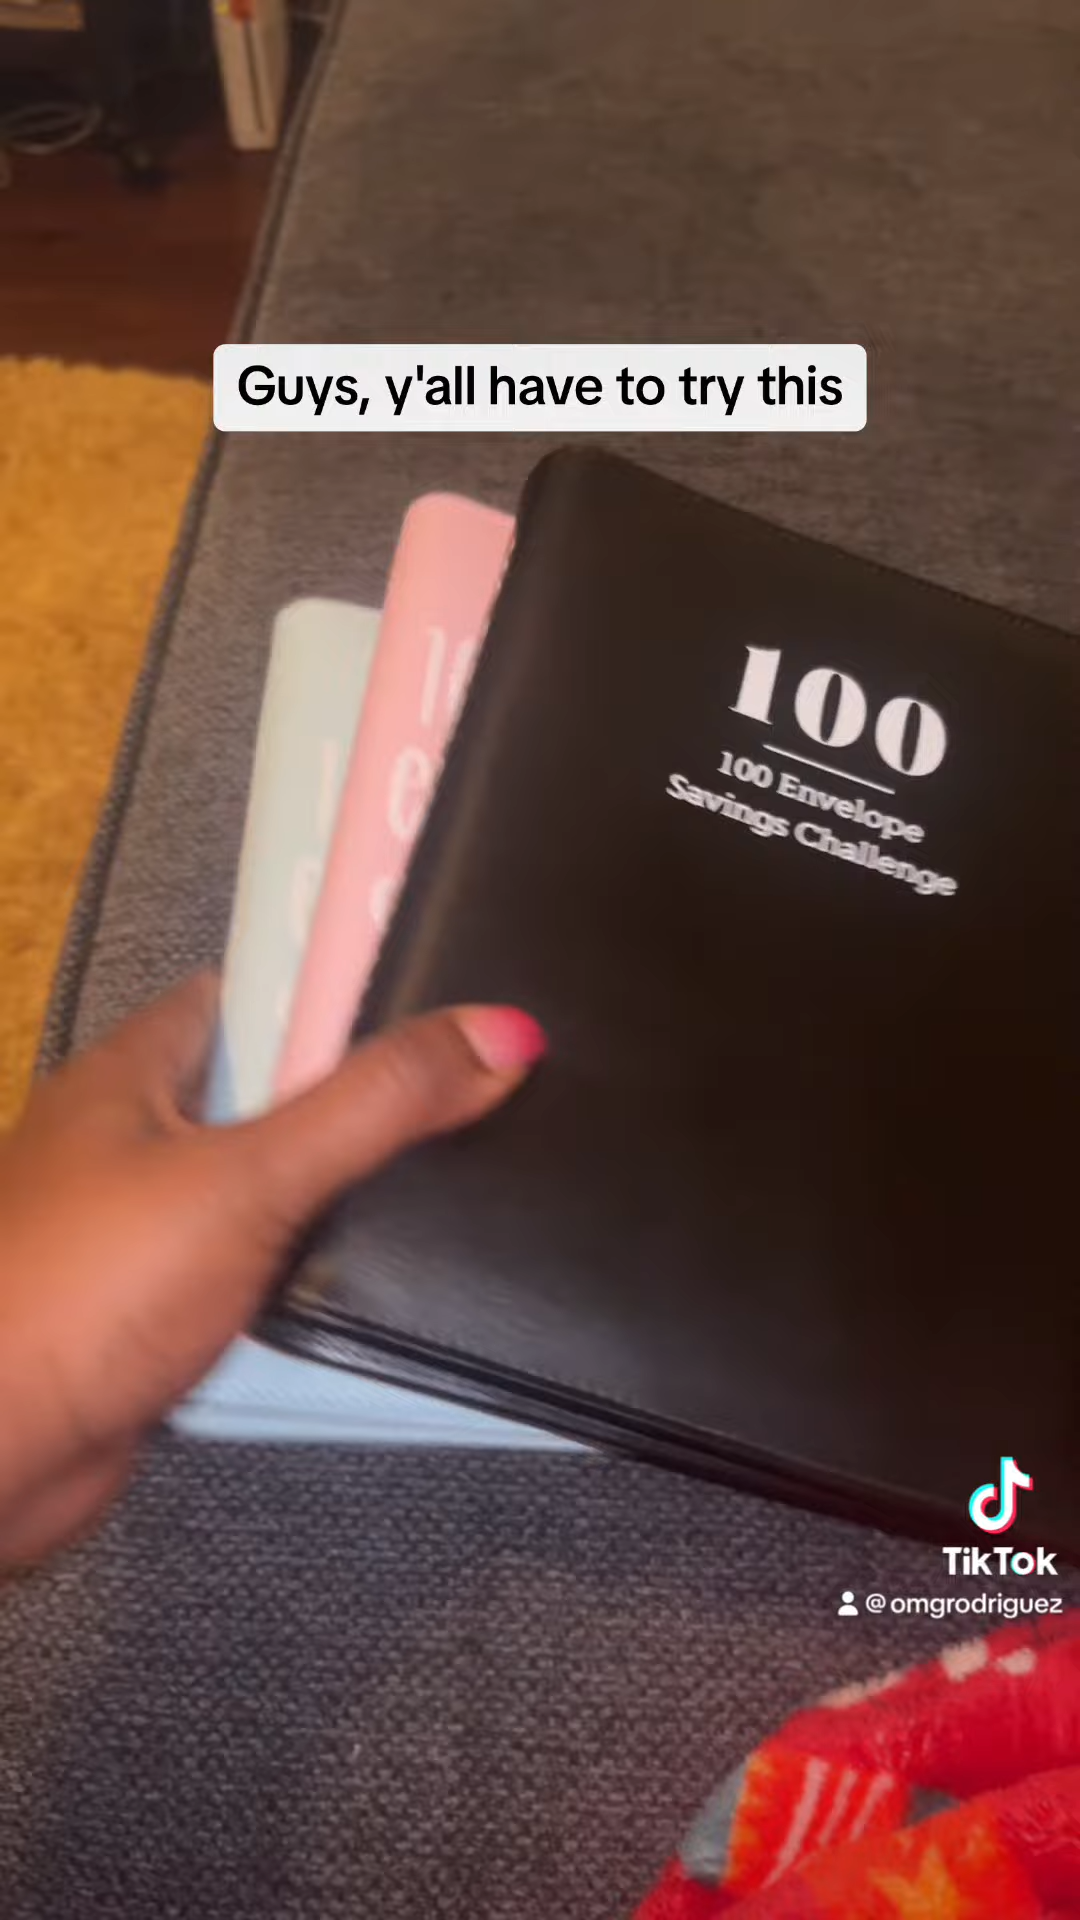 Guys, y'all have to try this
100
100 Envelope
Savings Challenge
TikTok
@omgrodriguez